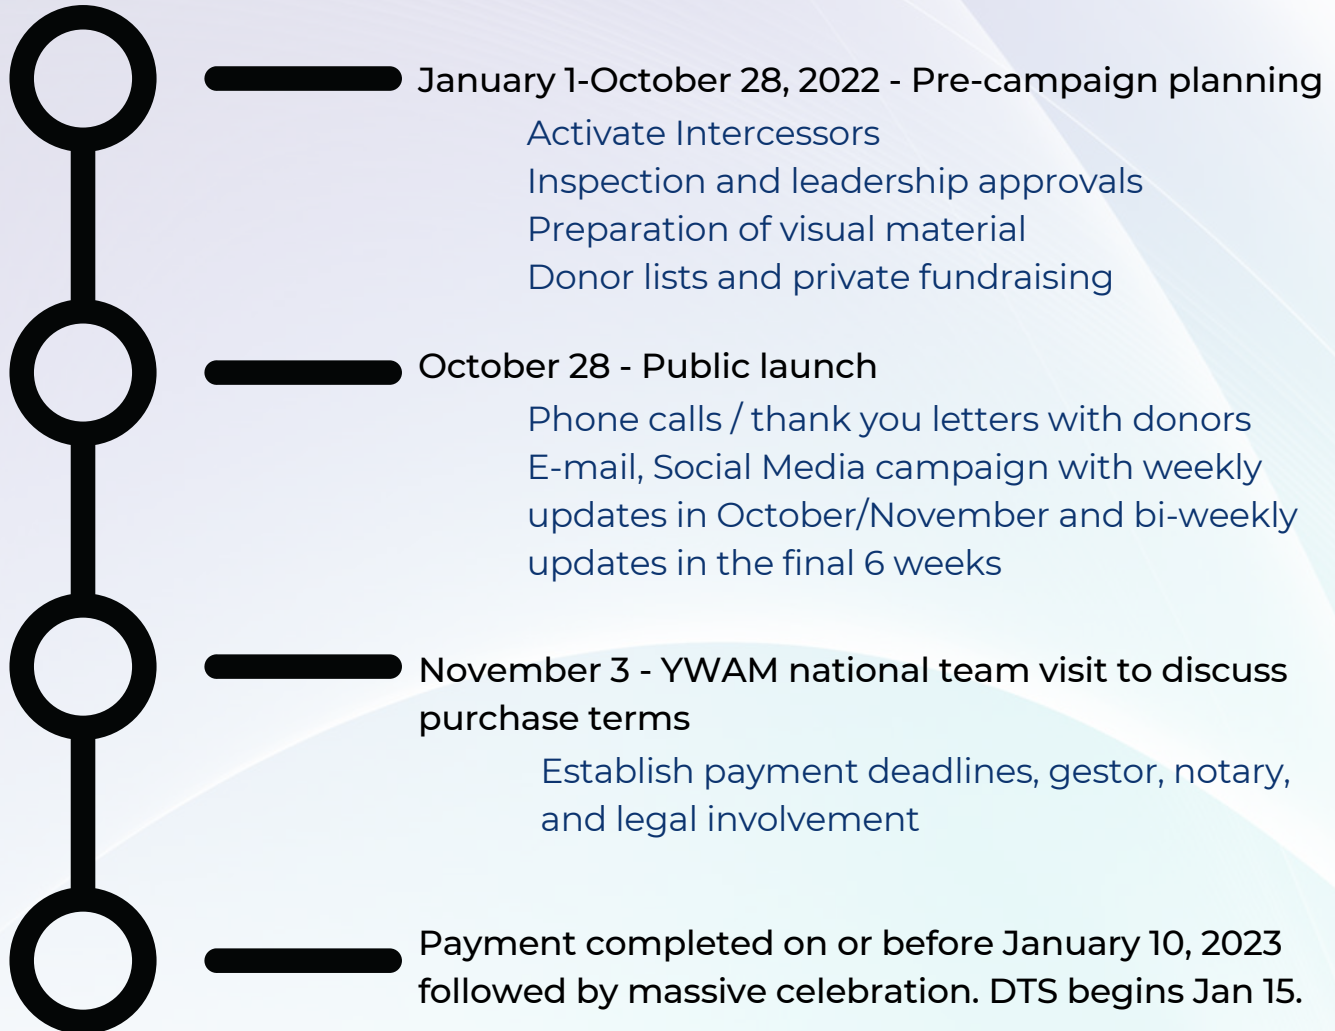 January 1-October 28, 2022 - Pre-campaign planning
Activate Intercessors
Inspection and leadership approvals
Preparation of visual material
Donor lists and private fundraising
October 28 - Public launch
Phone calls / thank you letters with donors
E-mail, Social Media campaign with weekly
updates in October/November and bi-weekly
updates in the final 6 weeks
November 3 - YWAM national team visit to discuss
purchase terms
Establish payment deadlines, gestor, notary,
and legal involvement
Payment completed on or before January 10, 2023
followed by massive celebration. DTS begins Jan 15.